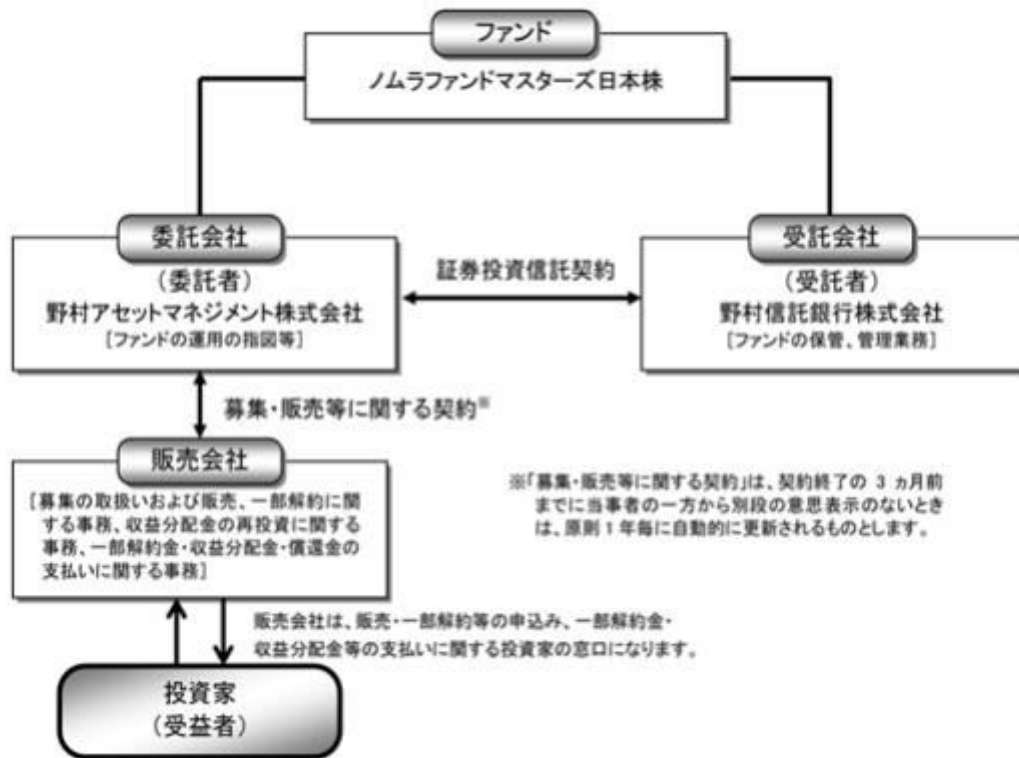 ファンド
ノムラファンドマスターズ日本株
委託会社
(委託者)
野村アセットマネジメント株式会社
[ファンドの運用の指図等]
証券投資信託契約
受託会社
(受託者)
野村信託銀行株式会社
[ファンドの保管、管理業務]
募集・販売等に関する契約※
販売会社
[募集の取扱いおよび販売、一部解約に関
する事務、収益分配金の再投資に関する
事務、一部解約金・収益分配金・償還金の
支払いに関する事務]
※「募集・販売等に関する契約」は、契約終了の 3 ヵ月前
までに当事者の一方から別段の意思表示のないとき
は、原則 1 年毎に自動的に更新されるものとします。
販売会社は、販売・一部解約等の申込み、一部解約金・
収益分配金等の支払いに関する投資家の窓口になります。
投資家
(受益者)